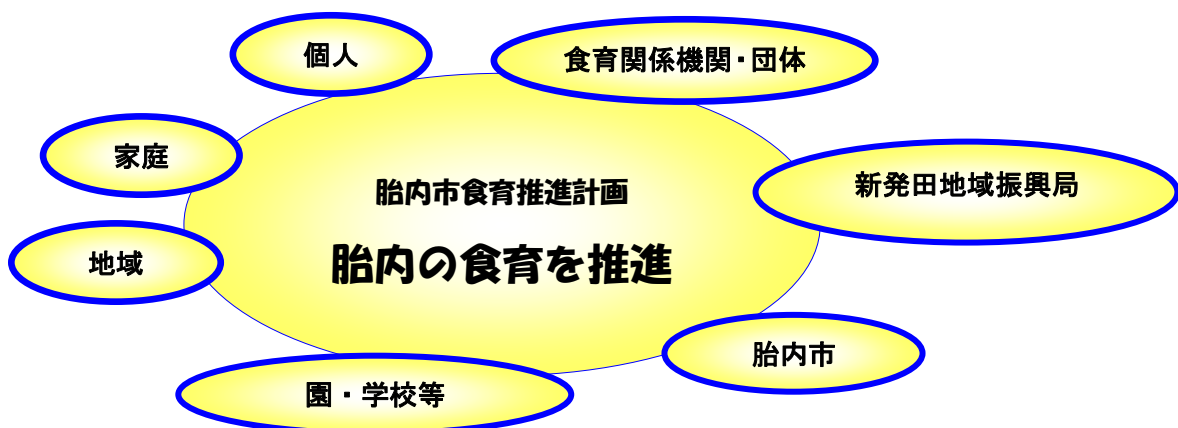 個人
食育関係機関・団体
家庭
新発田地域振興局
胎内市食育推進計画
胎内の食育を推進
地域
胎内市
園・学校等